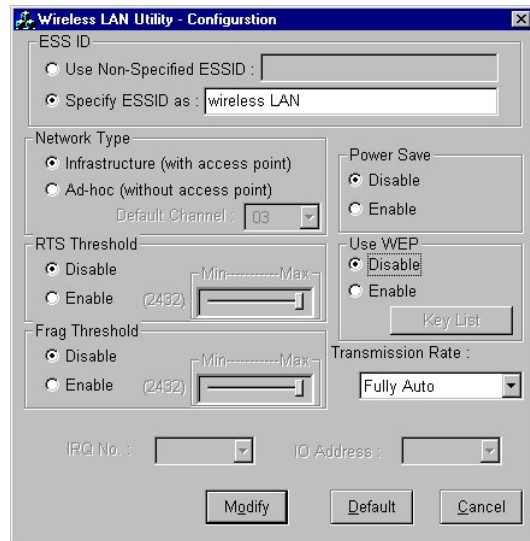 Wireless LAN Utility - Configurstion
ESS ID
Use Non-Specified ESSID :
Specify ESSID as : wireless LAN
Network Type
Infrastructure (with access point)
Ad-hoc (without access point)
Default Channel : 03
Power Save
Disable
Enable
RTS Threshold
Disable
Enable (2432)
Min-----------Max
Use WEP
Disable
Enable
Key List
Frag Threshold
Disable
Enable (2432)
Min-----------Max
Transmission Rate :
Fully Auto
IRQ No. :
IO Address :
Modify
Default
Cancel